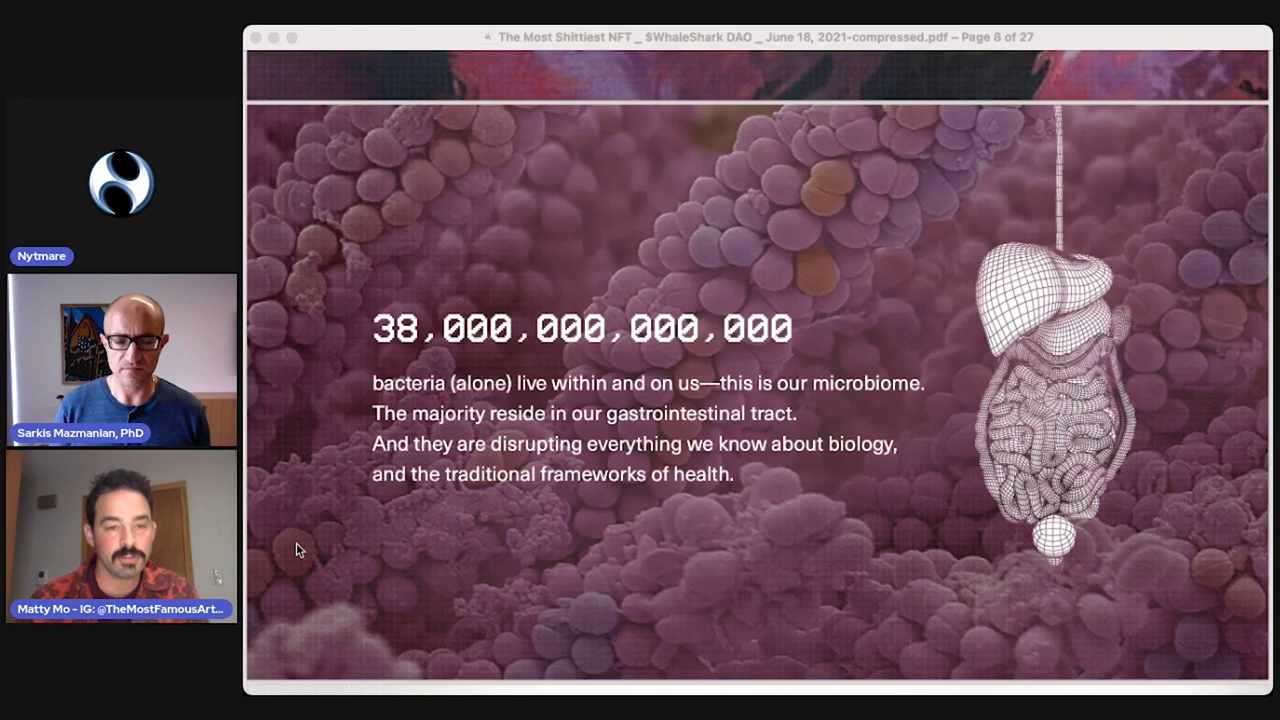 The Most Shittiest NFT _ $WhaleShark DAO _ June 18, 2021-compressed.pdf – Page 8 of 27
Nytmare
Sarkis Mazmanian, PhD
Matty Mo - IG: @TheMostFamousArt...
38,000,000,000,000
bacteria (alone) live within and on us—this is our microbiome.
The majority reside in our gastrointestinal tract.
And they are disrupting everything we know about biology,
and the traditional frameworks of health.